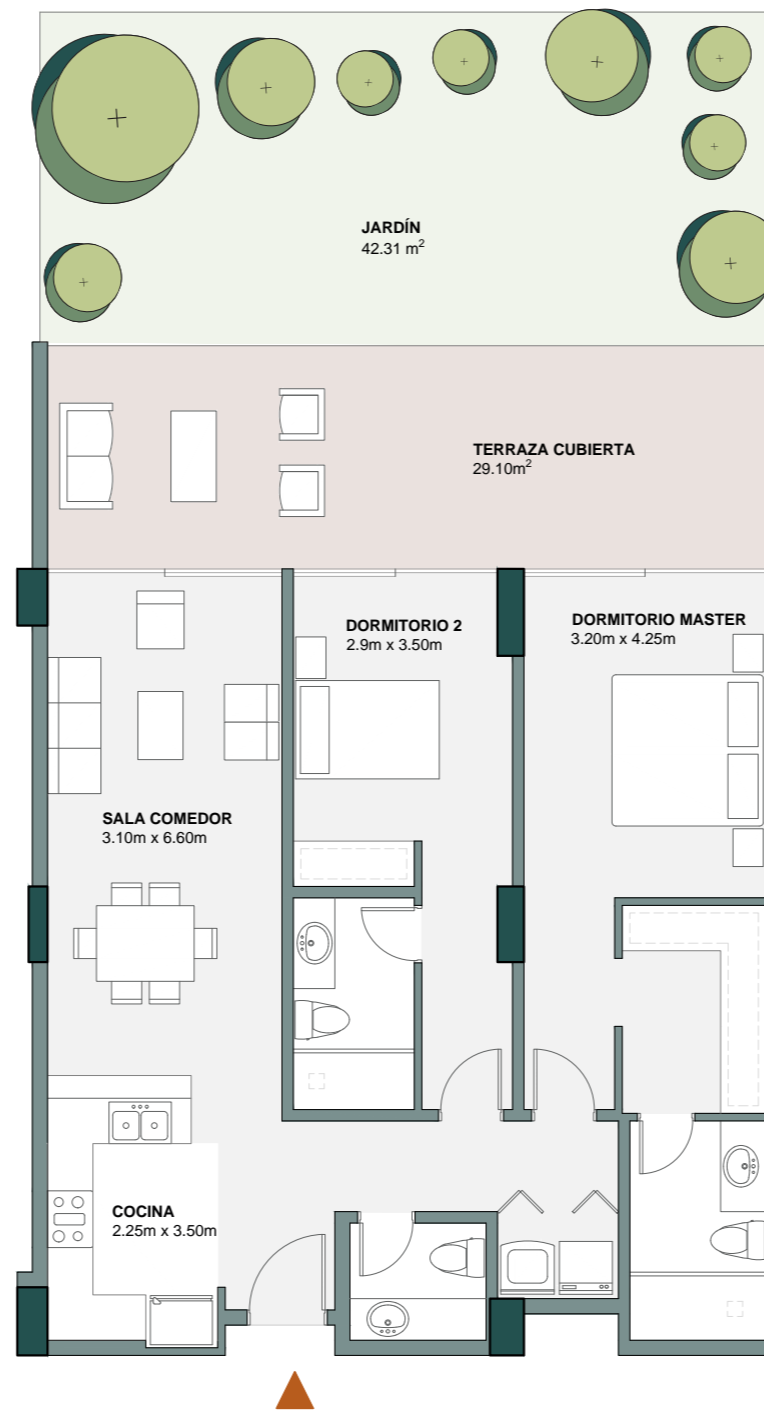 JARDÍN
42.31 m²
TERRAZA CUBIERTA
29.10m²
DORMITORIO 2
2.9m x 3.50m
DORMITORIO MASTER
3.20m x 4.25m
SALA COMEDOR
3.10m x 6.60m
COCINA
2.25m x 3.50m